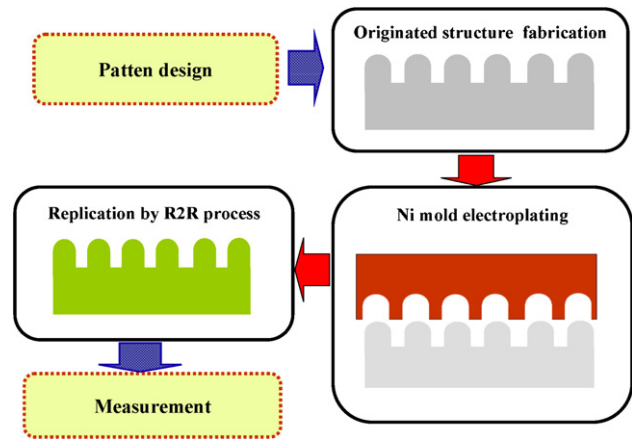 Patten design
Originated structure fabrication
Ni mold electroplating
Replication by R2R process
Measurement